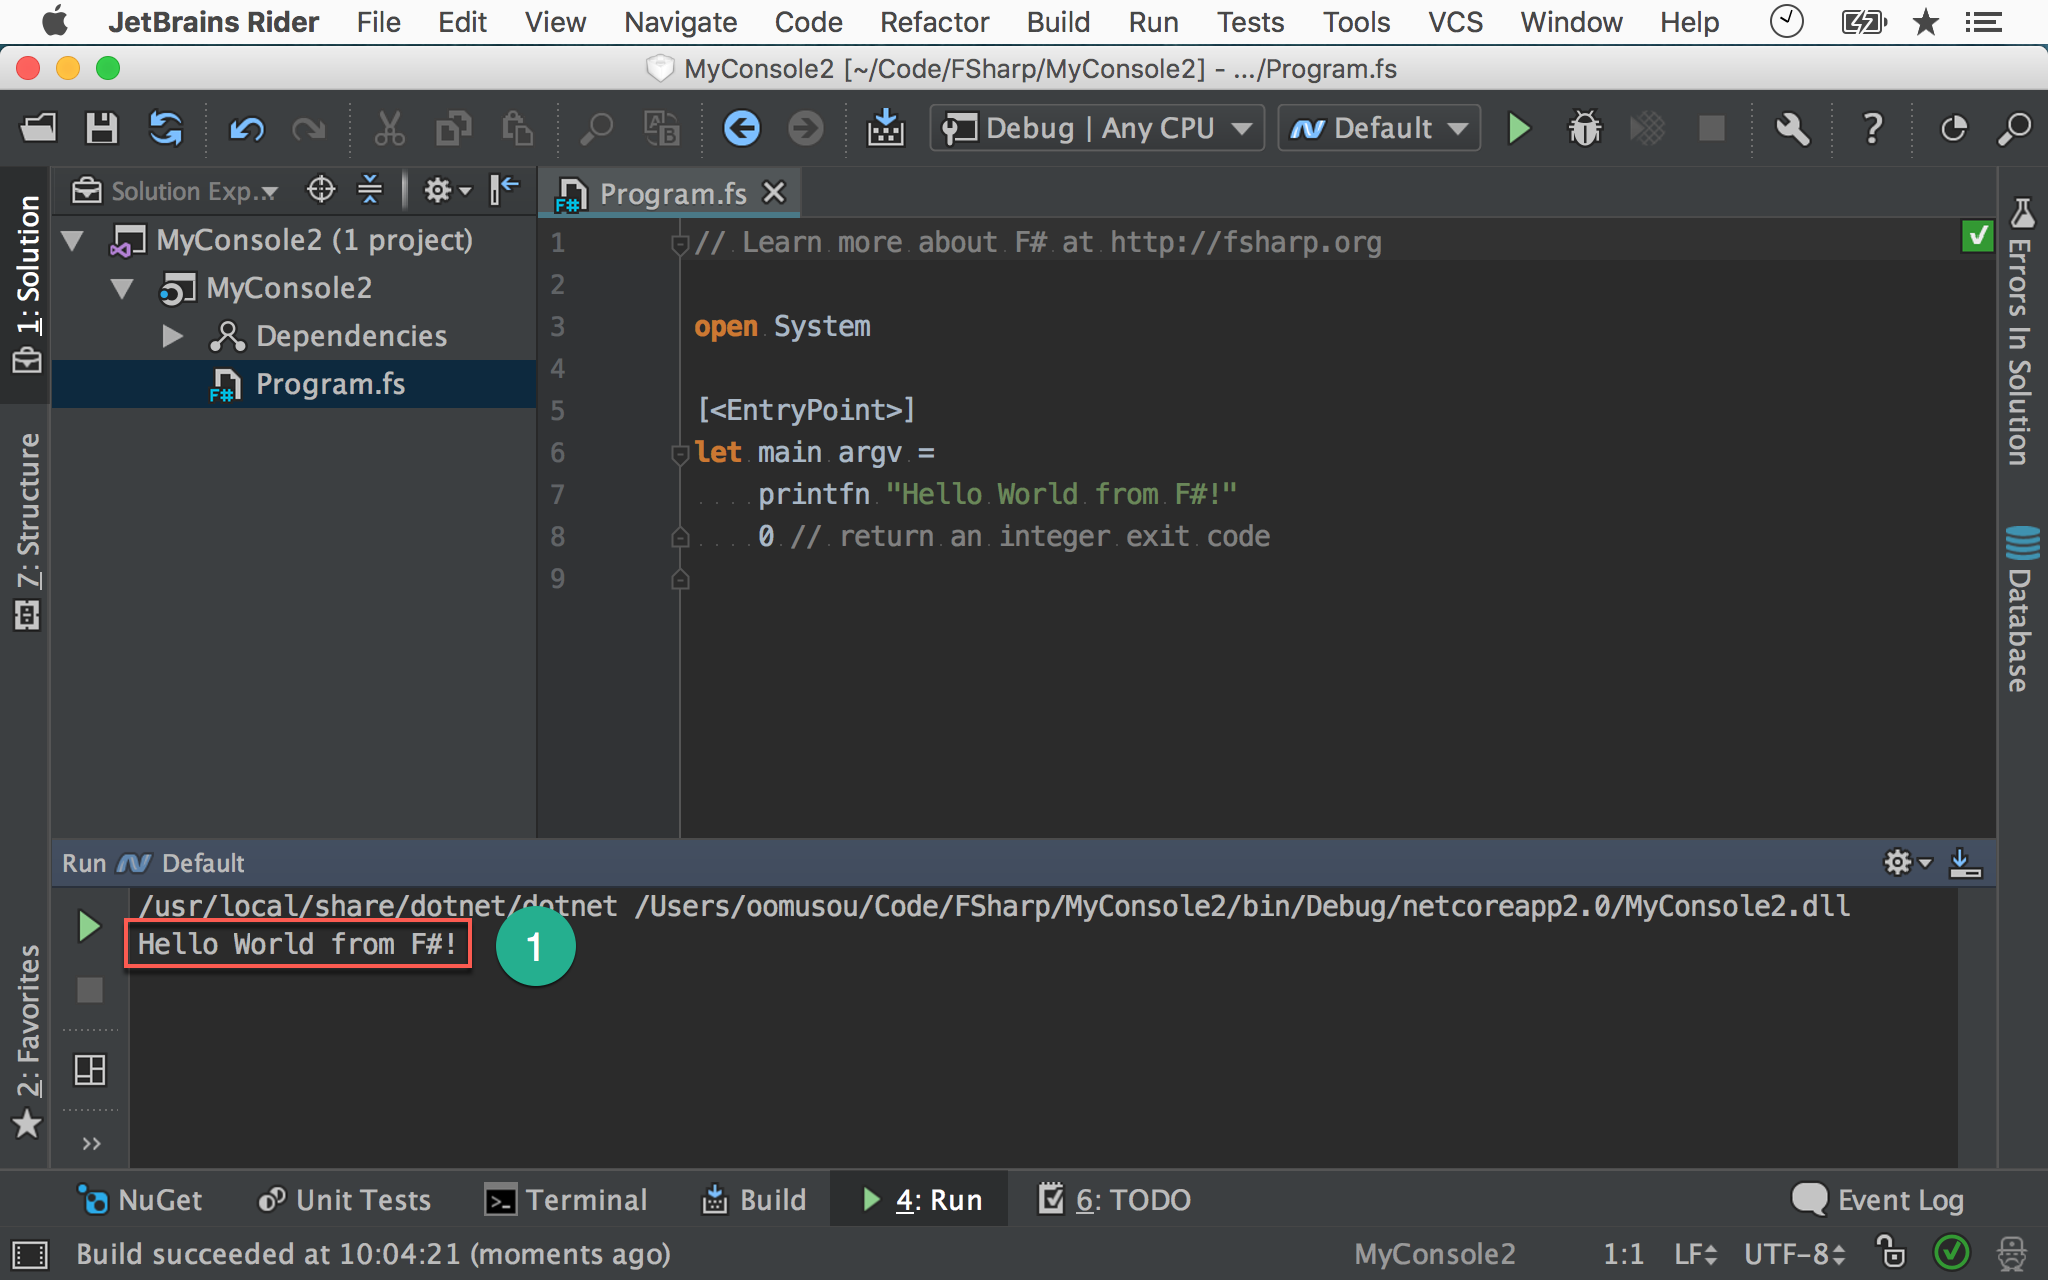 JetBrains Rider File Edit View Navigate Code Refactor Build Run Tests Tools VCS Window Help
MyConsole2 [~/Code/FSharp/MyConsole2] - .../Program.fs
Debug | Any CPU Default
1: Solution
7: Structure
2: Favorites
Solution Exp...
MyConsole2 (1 project)
MyConsole2
Dependencies
F# Program.fs
F# Program.fs
1 // Learn more about F# at http://fsharp.org
2
3 open System
4
5 [<EntryPoint>]
6 let main argv =
7     printfn "Hello World from F#!"
8     0 // return an integer exit code
9
Errors In Solution
Database
Run Default
/usr/local/share/dotnet/dotnet /Users/oomusou/Code/FSharp/MyConsole2/bin/Debug/netcoreapp2.0/MyConsole2.dll
Hello World from F#!
1
NuGet Unit Tests Terminal Build 4: Run 6: TODO Event Log
Build succeeded at 10:04:21 (moments ago) MyConsole2 1:1 LF UTF-8